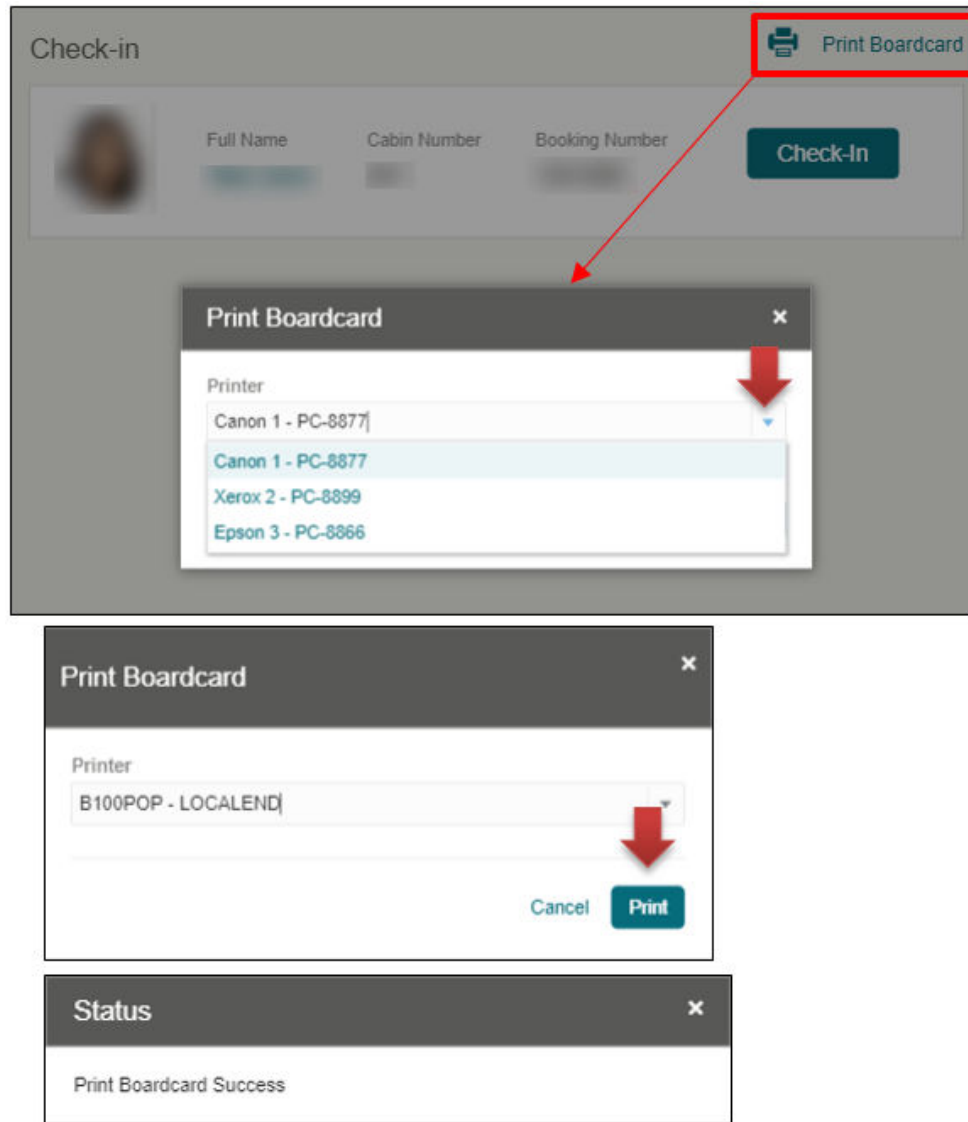 Check-in
Print Boardcard
Full Name
Cabin Number
Booking Number
Check-In
Print Boardcard
×
Printer
Canon 1 - PC-8877
Canon 1 - PC-8877
Xerox 2 - PC-8899
Epson 3 - PC-8866
Print Boardcard
×
Printer
B100POP - LOCALEND
Cancel
Print
Status
×
Print Boardcard Success